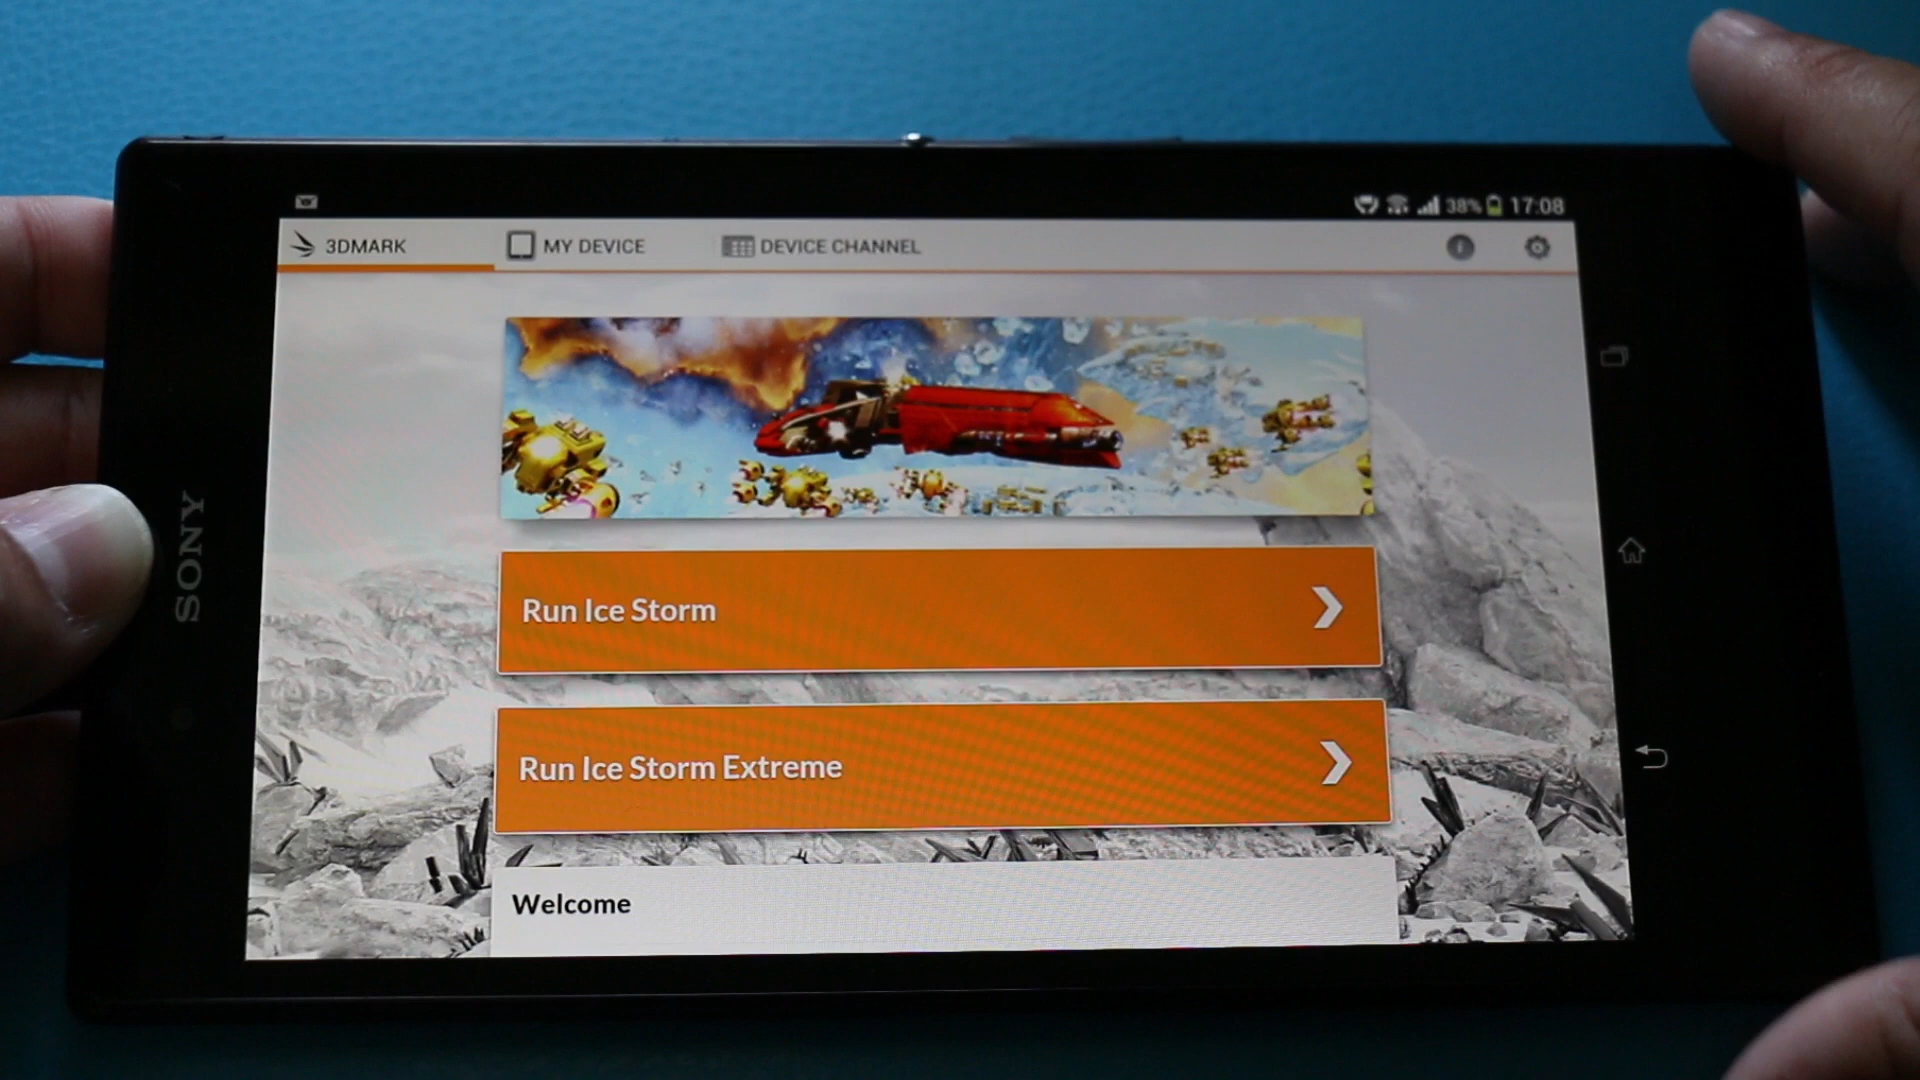 38% 17:08
3DMARK MY DEVICE DEVICE CHANNEL
SONY
Run Ice Storm
Run Ice Storm Extreme
Welcome